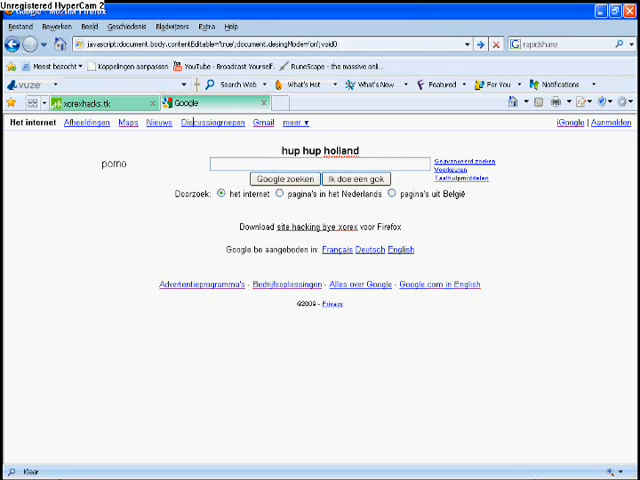 Unregistered HyperCam 2
Google - Mozilla Firefox
Bestand Bewerken Beeld Geschiedenis Bladwijzers Extra Help
javascript:document.body.contentEditable='true';document.desingMode='on';void0 rapidshare
Meest bezocht Koppelingen aanpassen YouTube - Broadcast Yourself. RuneScape - the massive onl...
vuze Search Web What's Hot What's New Featured For You Notifications
xorexhacks.tk Google
Het internet Afbeeldingen Maps Nieuws Discussiegroepen Gmail meer ▼ iGoogle | Aanmelden
hup hup holland
porno
Geavanceerd zoeken
Voorkeuren
Taalhulpmiddelen
Google zoeken Ik doe een gok
Doorzoek: het internet pagina's in het Nederlands pagina's uit België
Download site hacking bye xorex voor Firefox
Google.be aangeboden in: Français Deutsch English
Advertentieprogramma's - Bedrijfsoplossingen - Alles over Google - Google.com in English
©2009 - Privacy
Klaar